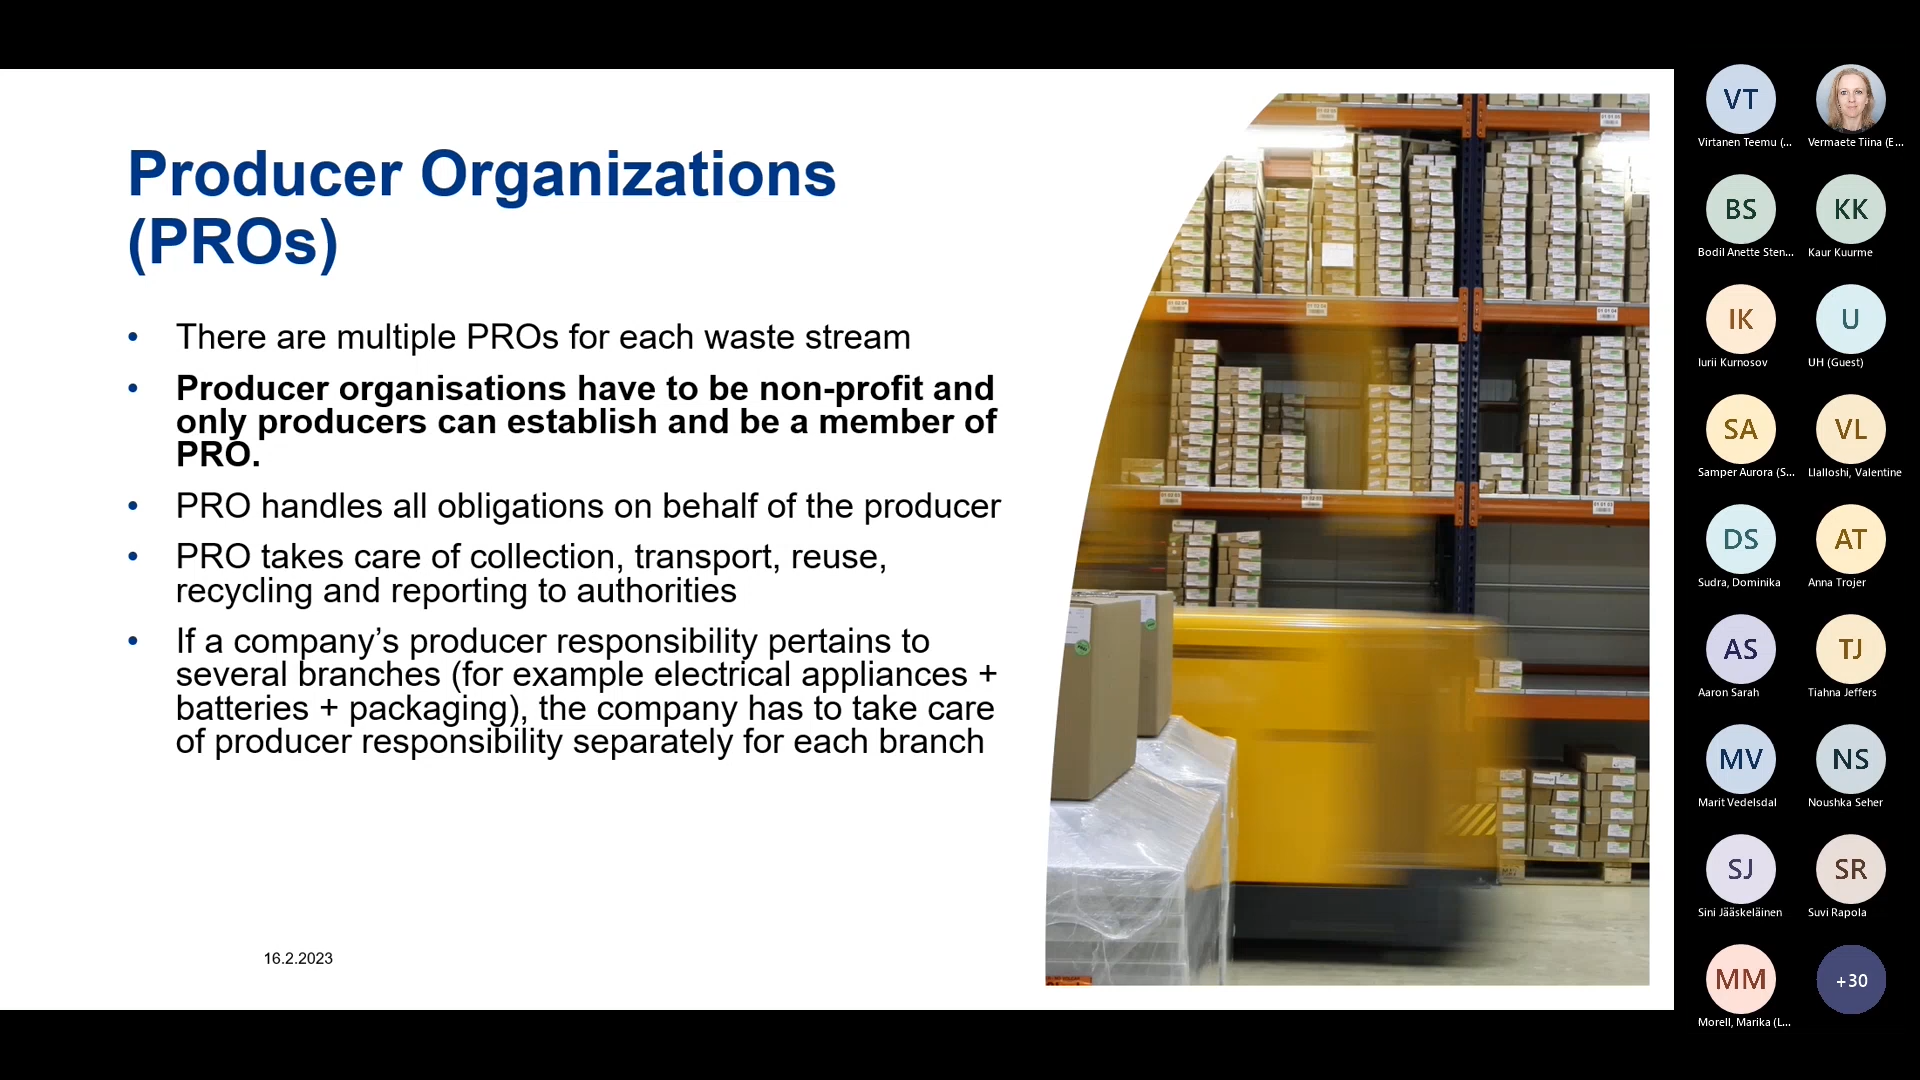 Producer Organizations
(PROs)
• There are multiple PROs for each waste stream
• Producer organisations have to be non-profit and
only producers can establish and be a member of
PRO.
• PRO handles all obligations on behalf of the producer
• PRO takes care of collection, transport, reuse,
recycling and reporting to authorities
• If a company’s producer responsibility pertains to
several branches (for example electrical appliances +
batteries + packaging), the company has to take care
of producer responsibility separately for each branch
16.2.2023
VT
Virtanen Teemu (...
Vermaete Tiina (E...
BS
Bodil Anette Sten...
KK
Kaur Kuurme
IK
Iurii Kurnosov
U
UH (Guest)
SA
Samper Aurora (S...
VL
Llalloshi, Valentine
DS
Sudra, Dominika
AT
Anna Trojer
AS
Aaron Sarah
TJ
Tiahna Jeffers
MV
Marit Vedelsdal
NS
Noushka Seher
SJ
Sini Jääskeläinen
SR
Suvi Rapola
MM
Morell, Marika (L...
+30